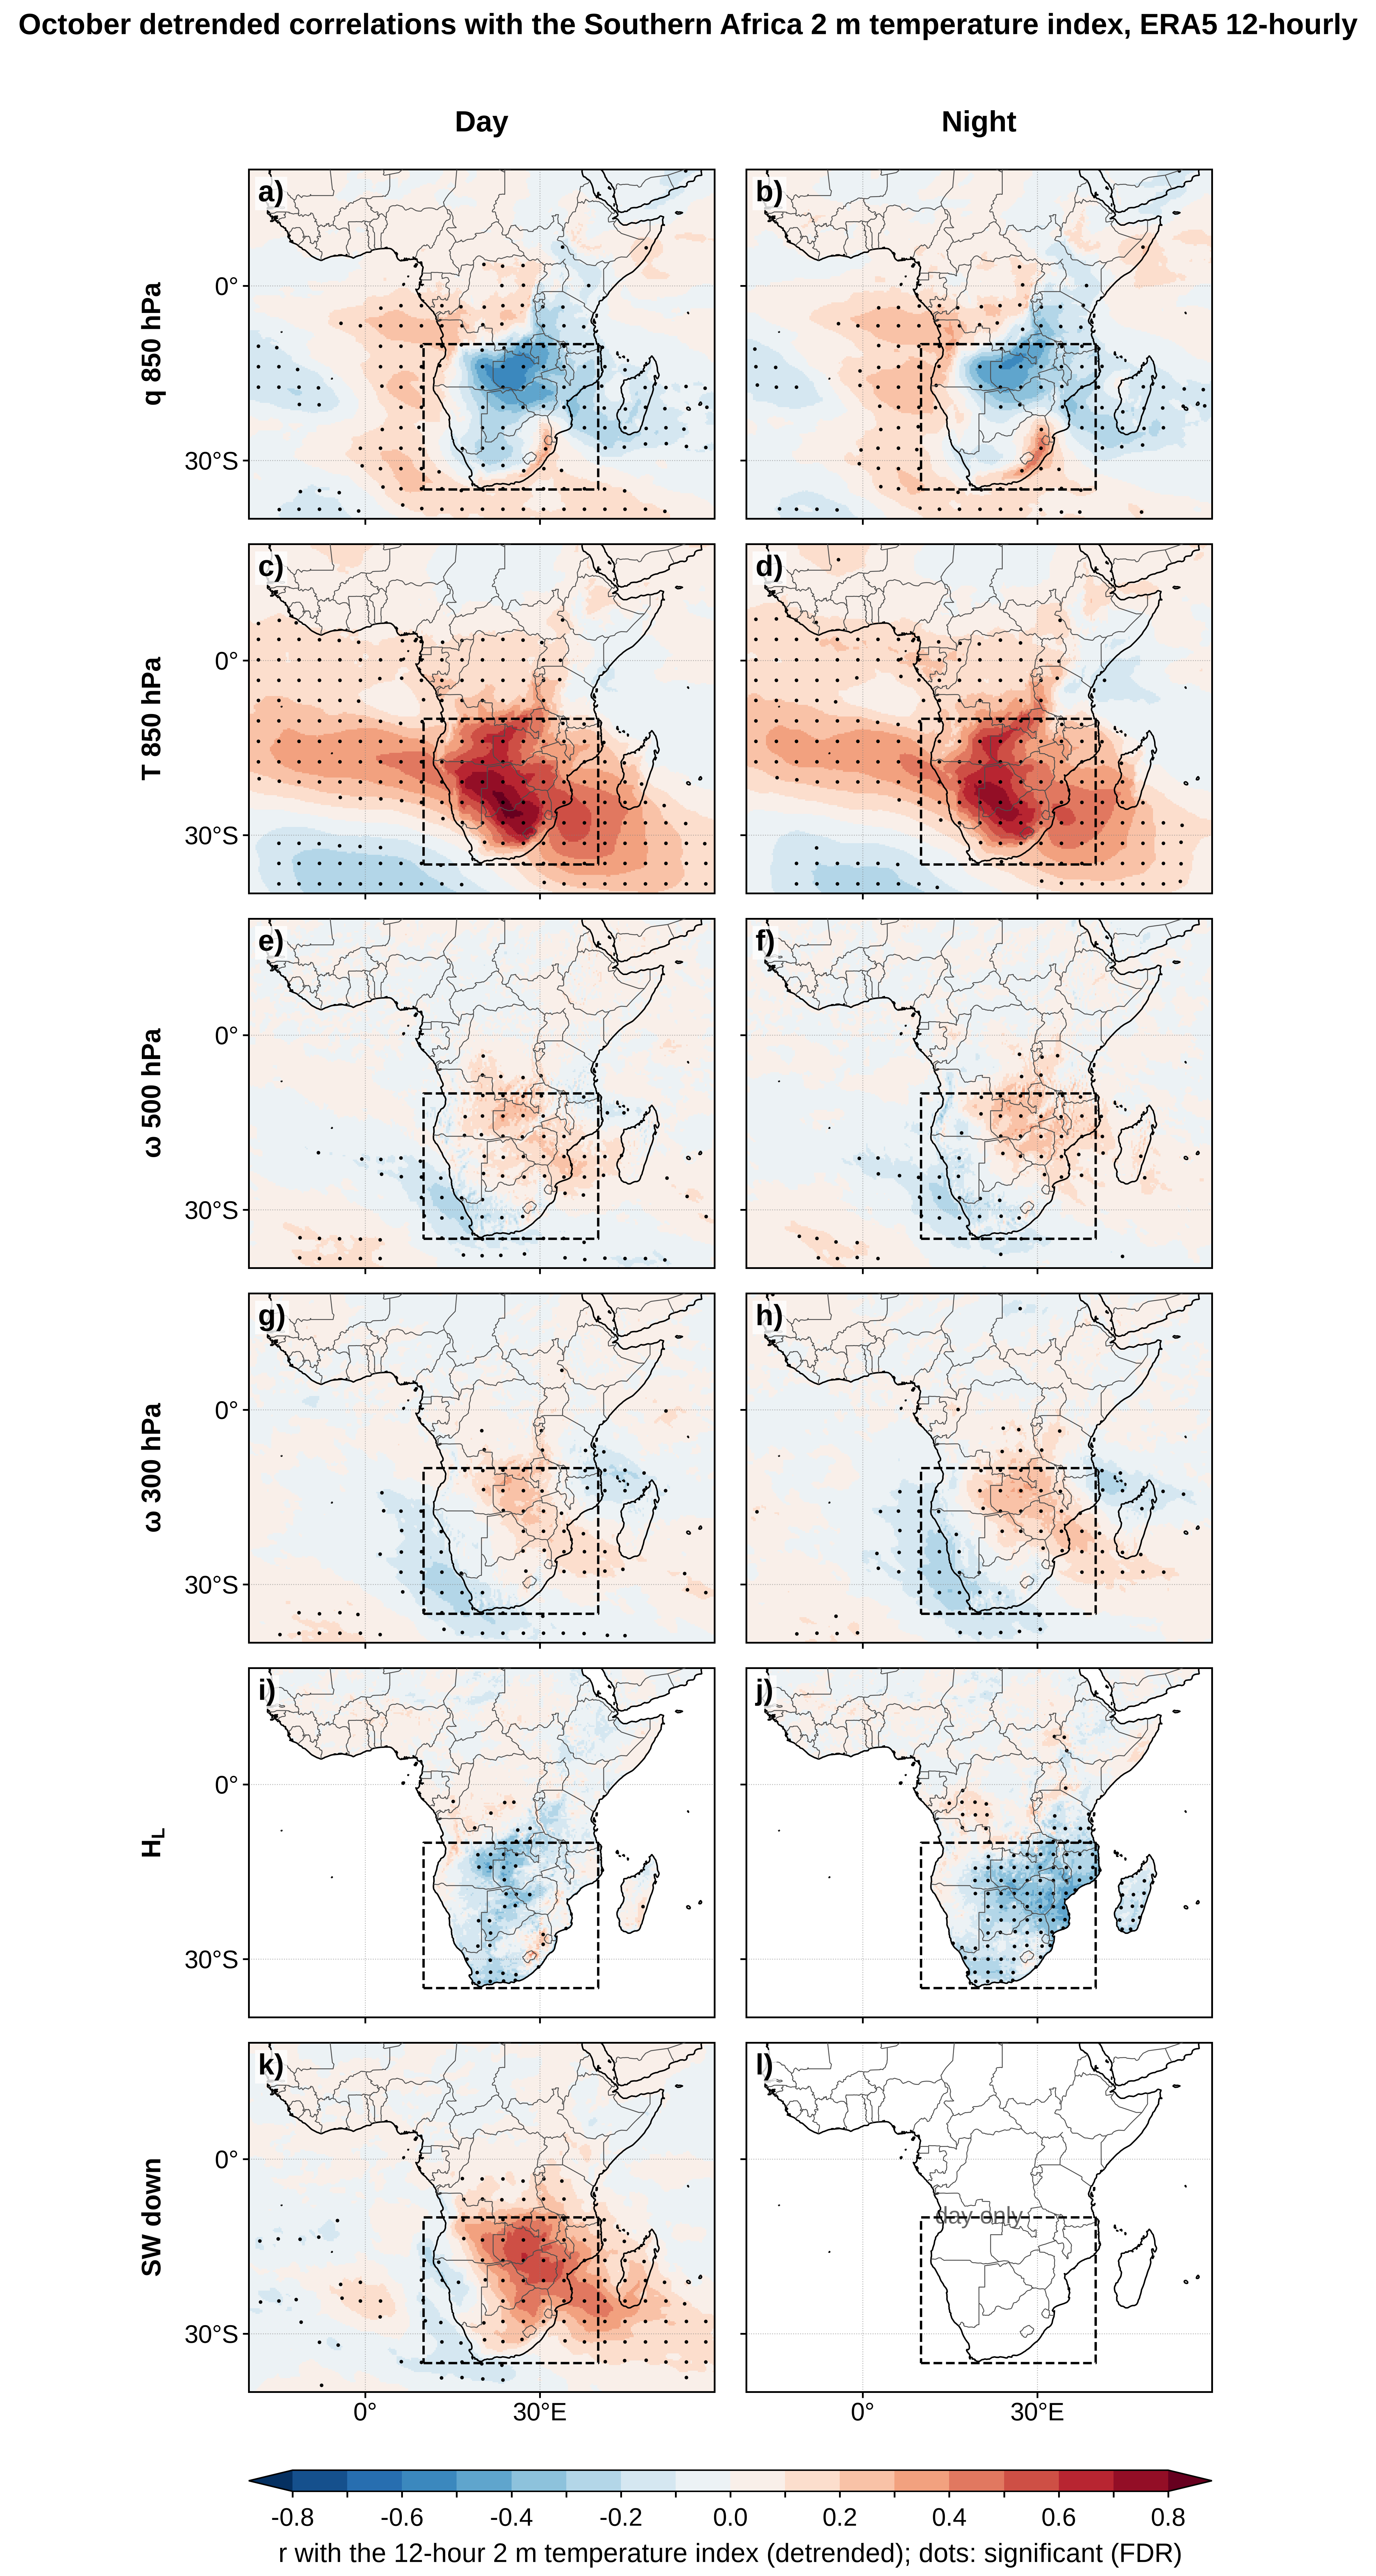 October detrended correlations with the Southern Africa 2 m temperature index, ERA5 12-hourly
Day
Night
q 850 hPa
a)
b)
0°
30°S
T 850 hPa
c)
d)
0°
30°S
ω 500 hPa
e)
f)
0°
30°S
ω 300 hPa
g)
h)
0°
30°S
H_L
i)
j)
0°
30°S
SW down
k)
l)
day only
0°
30°S
0° 30°E 0° 30°E
-0.8 -0.6 -0.4 -0.2 0.0 0.2 0.4 0.6 0.8
r with the 12-hour 2 m temperature index (detrended); dots: significant (FDR)